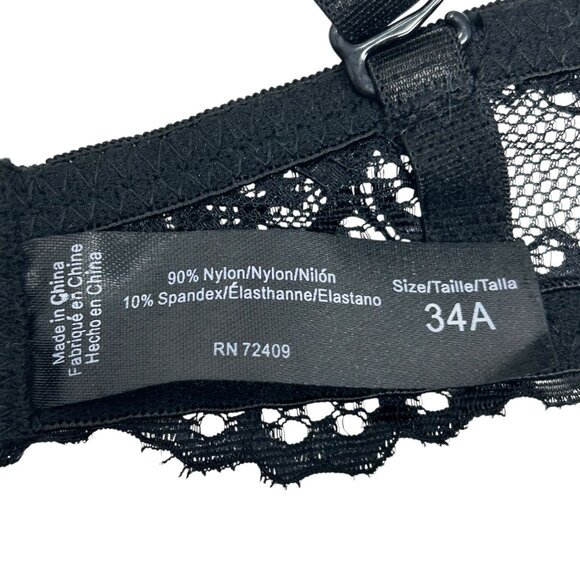 Made in China
Fabriqué en Chine
Hecho en China
90% Nylon/Nylon/Nilón
10% Spandex/Élasthanne/Elastano
RN 72409
Size/Taille/Talla
34A